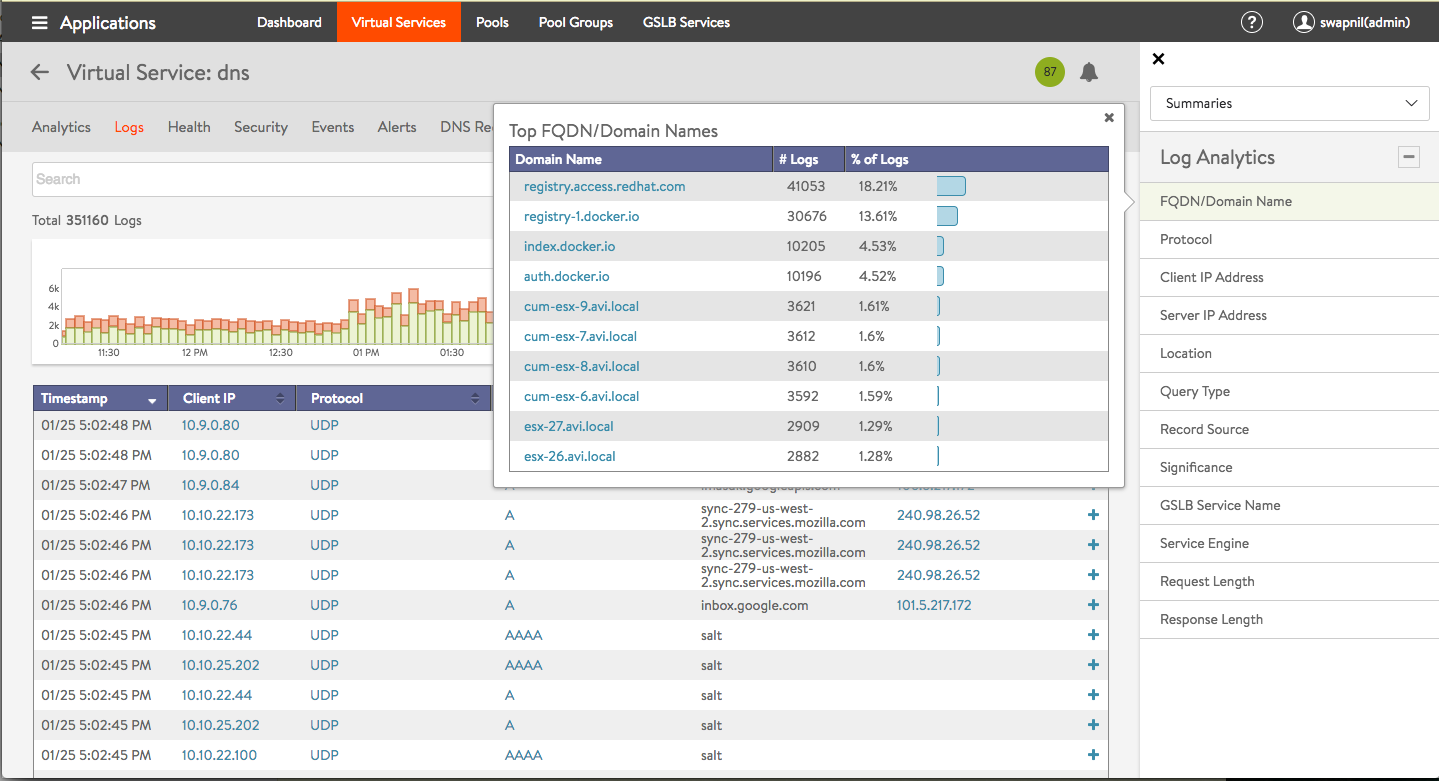 Applications Dashboard Virtual Services Pools Pool Groups GSLB Services ? swapnil(admin)
Virtual Service: dns 87
Summaries
Analytics Logs Health Security Events Alerts DNS Re
Search
Total 351160 Logs
6k
4k
2k
0
11:30 12 PM 12:30 01 PM 01:30
Top FQDN/Domain Names
Domain Name # Logs % of Logs
registry.access.redhat.com 41053 18.21%
registry-1.docker.io 30676 13.61%
index.docker.io 10205 4.53%
auth.docker.io 10196 4.52%
cum-esx-9.avi.local 3621 1.61%
cum-esx-7.avi.local 3612 1.6%
cum-esx-8.avi.local 3610 1.6%
cum-esx-6.avi.local 3592 1.59%
esx-27.avi.local 2909 1.29%
esx-26.avi.local 2882 1.28%
Log Analytics
FQDN/Domain Name
Protocol
Client IP Address
Server IP Address
Location
Query Type
Record Source
Significance
GSLB Service Name
Service Engine
Request Length
Response Length
Timestamp Client IP Protocol
01/25 5:02:48 PM 10.9.0.80 UDP
01/25 5:02:48 PM 10.9.0.80 UDP
01/25 5:02:47 PM 10.9.0.84 UDP
01/25 5:02:46 PM 10.10.22.173 UDP A sync-279-us-west-
2.sync.services.mozilla.com 240.98.26.52
01/25 5:02:46 PM 10.10.22.173 UDP A sync-279-us-west-
2.sync.services.mozilla.com 240.98.26.52
01/25 5:02:46 PM 10.10.22.173 UDP A sync-279-us-west-
2.sync.services.mozilla.com 240.98.26.52
01/25 5:02:46 PM 10.9.0.76 UDP A inbox.google.com 101.5.217.172
01/25 5:02:45 PM 10.10.22.44 UDP AAAA salt
01/25 5:02:45 PM 10.10.25.202 UDP AAAA salt
01/25 5:02:45 PM 10.10.22.44 UDP A salt
01/25 5:02:45 PM 10.10.25.202 UDP A salt
01/25 5:02:45 PM 10.10.22.100 UDP AAAA salt